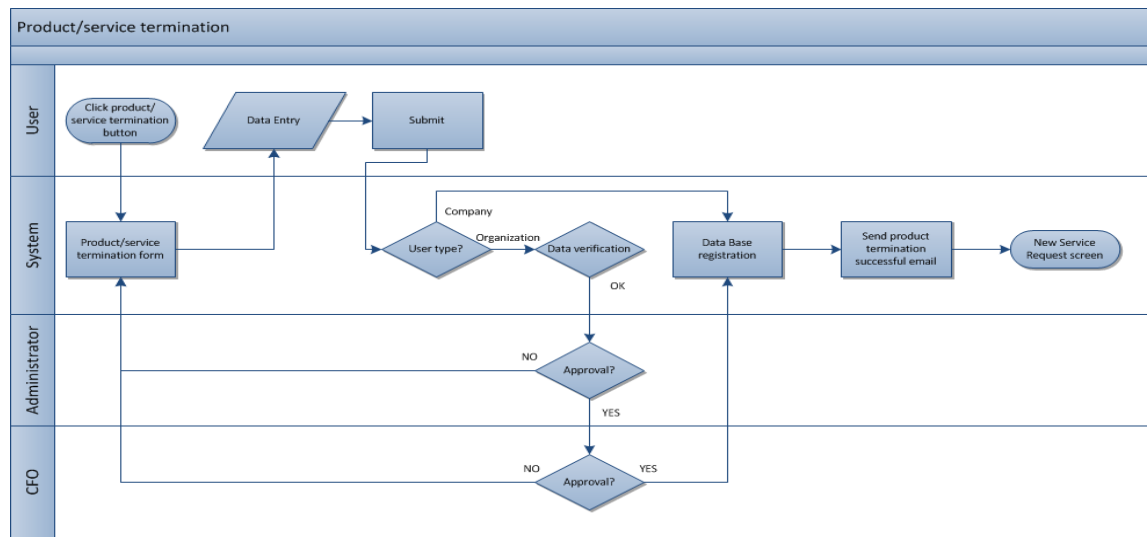 Product/service termination
User
Click product/
service termination
button
Data Entry
Submit
System
Product/service
termination form
Company
User type?
Organization
Data verification
OK
Data Base
registration
Send product
termination
successful email
New Service
Request screen
Administrator
NO
Approval?
YES
CFO
NO
Approval?
YES